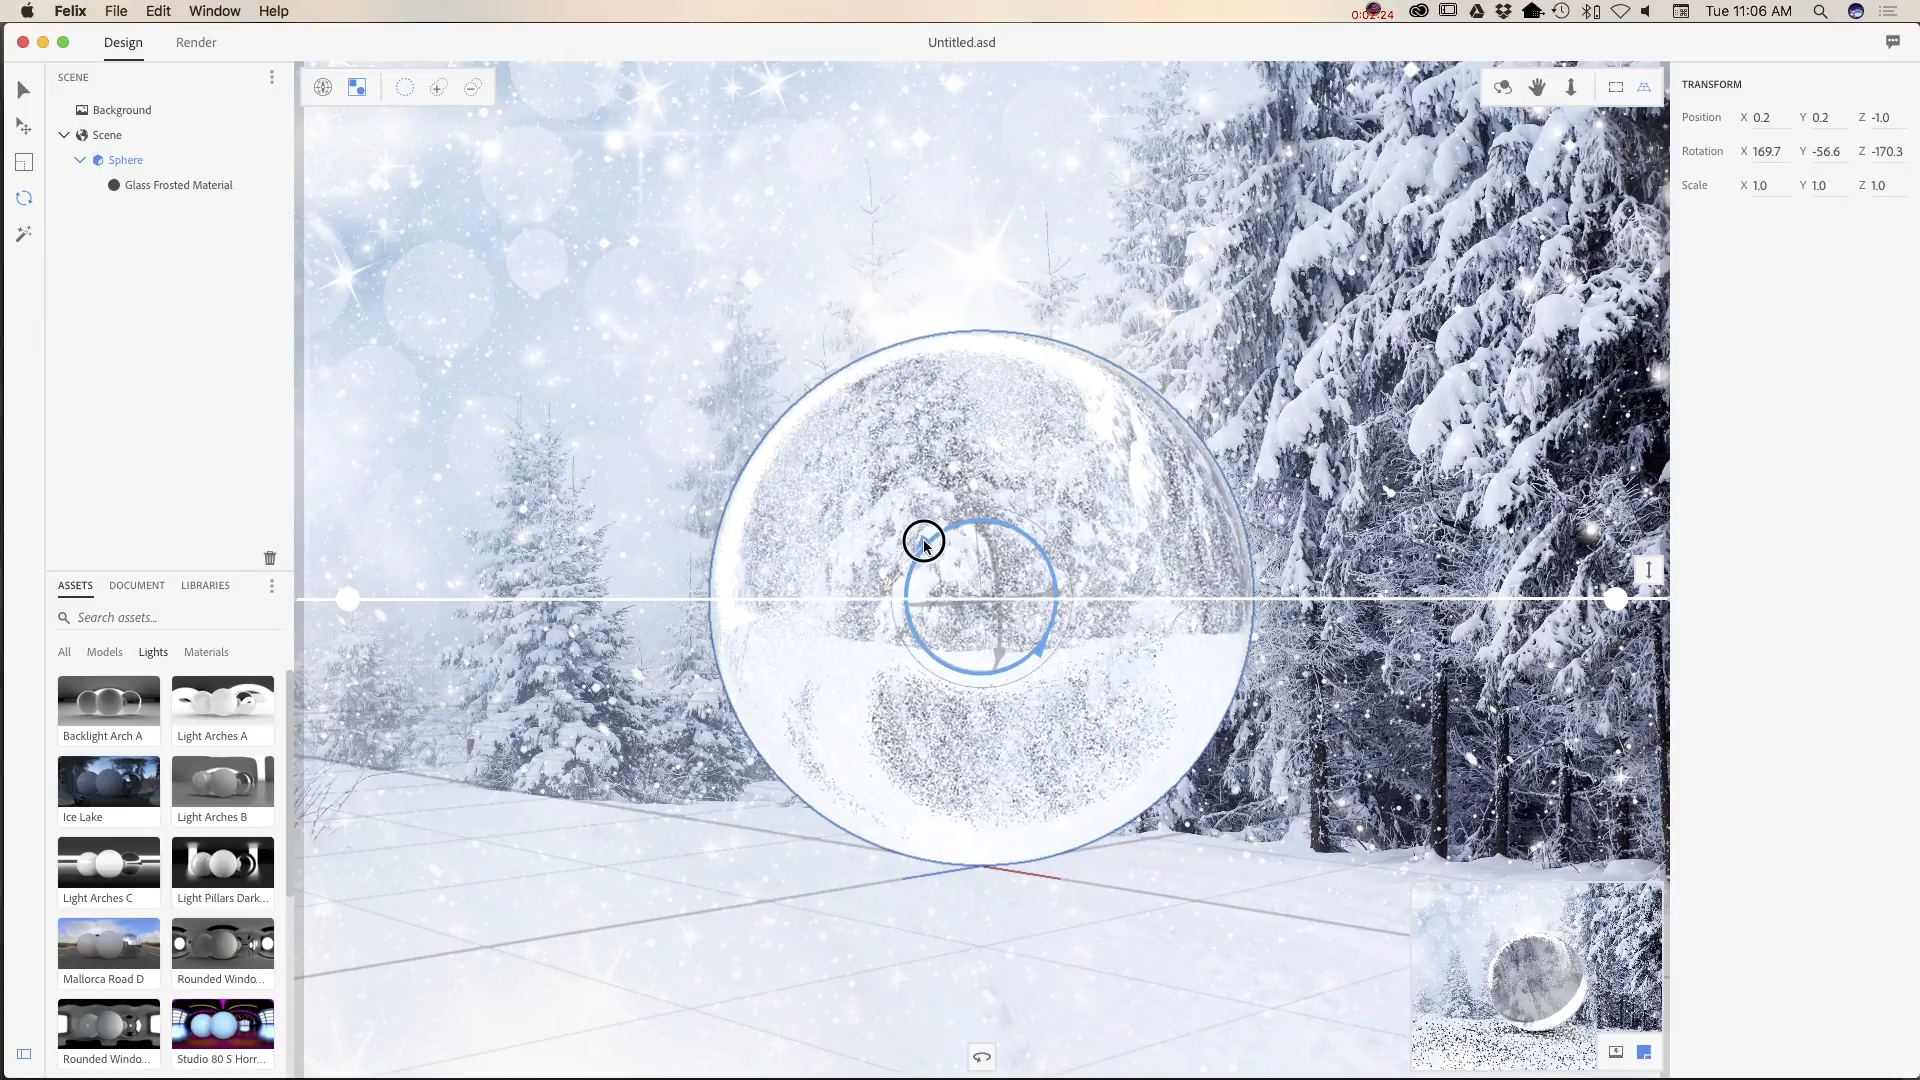 Felix File Edit Window Help
0:02:24
Tue 11:06 AM
Design Render
Untitled.asd
SCENE
Background
Scene
Sphere
Glass Frosted Material
TRANSFORM
Position X 0.2 Y 0.2 Z -1.0
Rotation X 169.7 Y -56.6 Z -170.3
Scale X 1.0 Y 1.0 Z 1.0
ASSETS DOCUMENT LIBRARIES
Search assets...
All Models Lights Materials
Backlight Arch A Light Arches A
Ice Lake Light Arches B
Light Arches C Light Pillars Dark...
Mallorca Road D Rounded Windo...
Rounded Windo... Studio 80 S Horr...